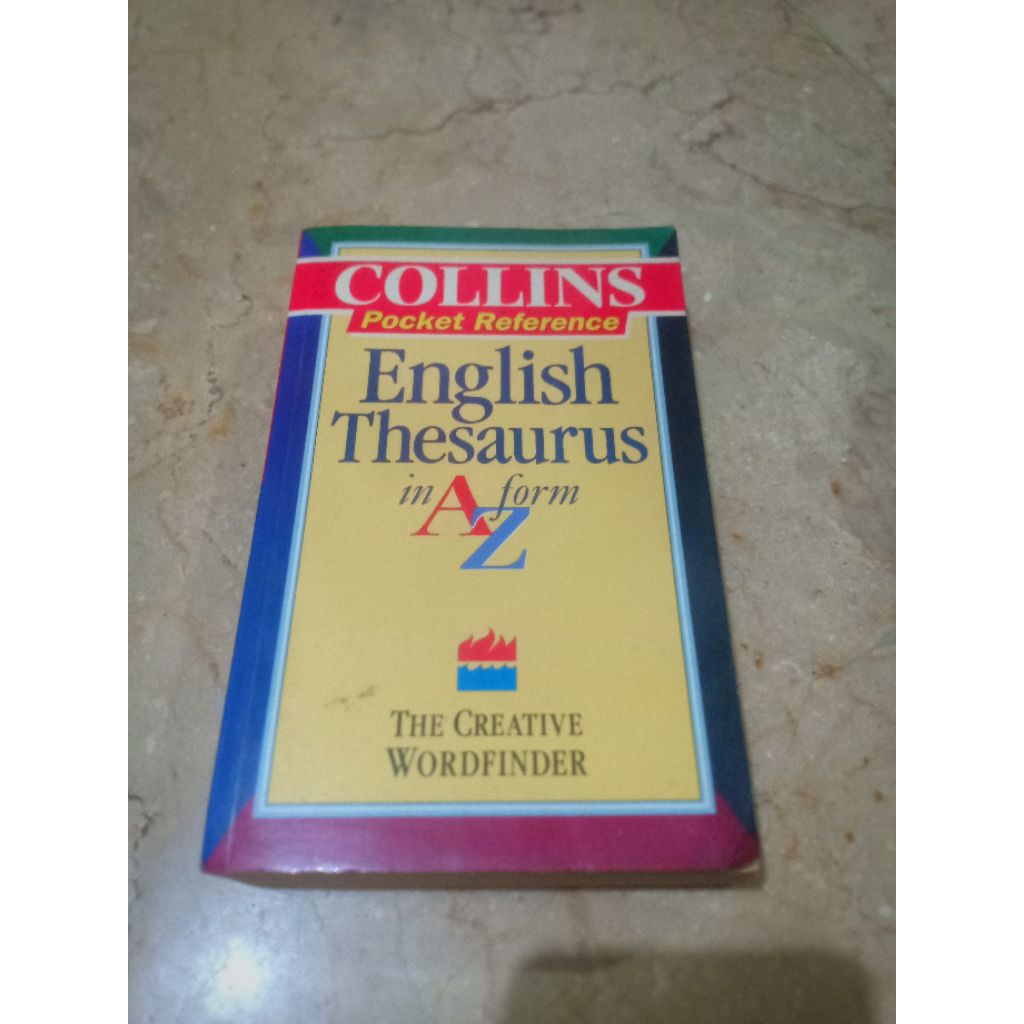 COLLINS
Pocket Reference
English
Thesaurus
in A Z form
THE CREATIVE
WORDFINDER